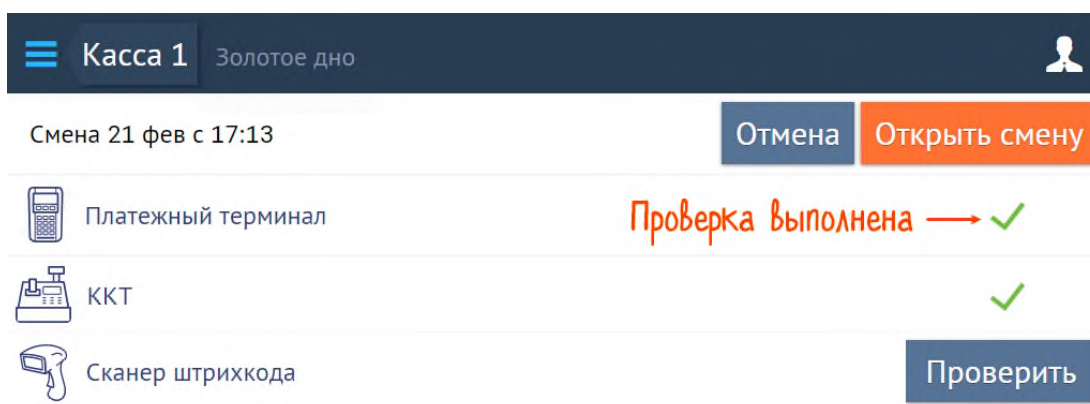 Касса 1 Золотое дно
Смена 21 фев с 17:13 Отмена Открыть смену
Платежный терминал Проверка выполнена
ККТ
Сканер штрихкода Проверить